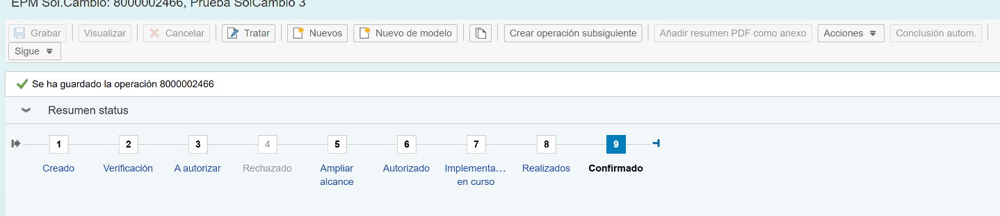 EPM Sol.Cambio: 8000002466, Prueba SolCambio 3
Grabar Visualizar Cancelar Tratar Nuevos Nuevo de modelo Crear operación subsiguiente Añadir resumen PDF como anexo Acciones Conclusión autom.
Sigue
Se ha guardado la operación 8000002466
Resumen status
1 2 3 4 5 6 7 8 9
Creado Verificación A autorizar Rechazado Ampliar alcance Autorizado Implementa... en curso Realizados Confirmado